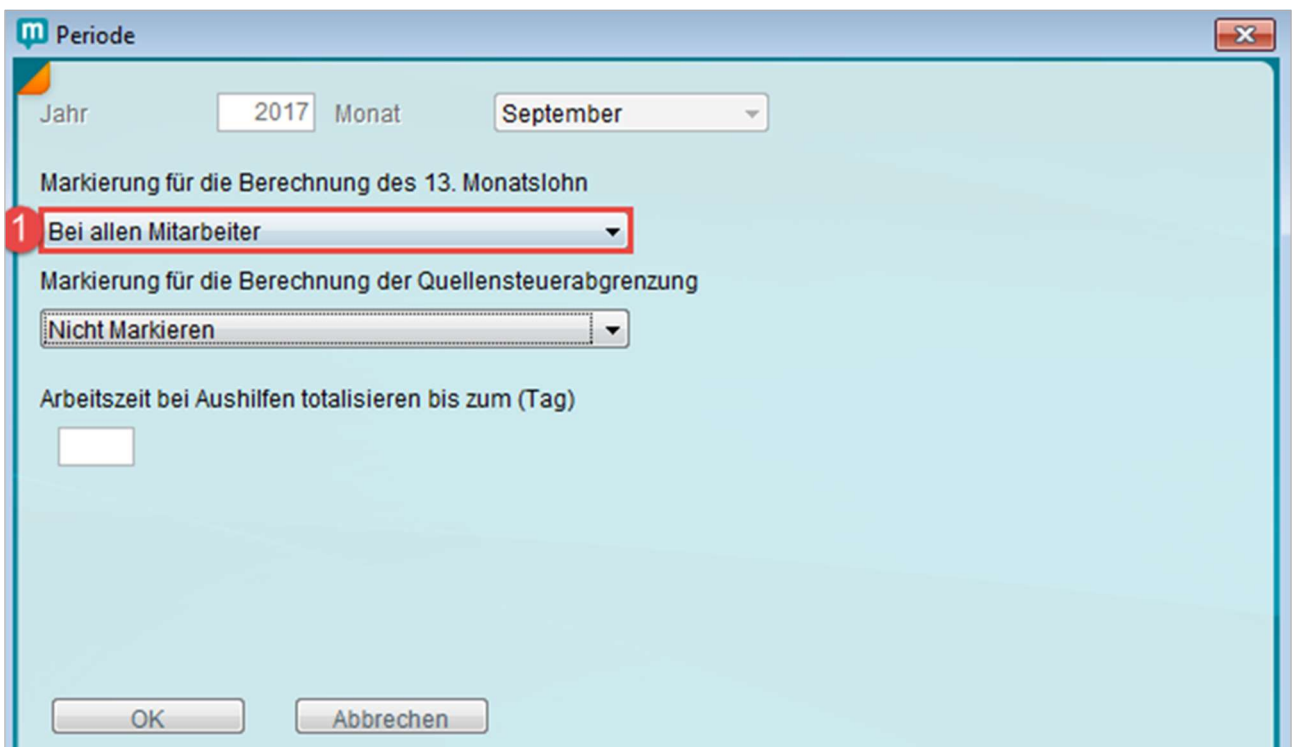 m Periode
Jahr 2017 Monat September
Markierung für die Berechnung des 13. Monatslohn
1 Bei allen Mitarbeiter
Markierung für die Berechnung der Quellensteuerabgrenzung
Nicht Markieren
Arbeitszeit bei Aushilfen totalisieren bis zum (Tag)
OK Abbrechen